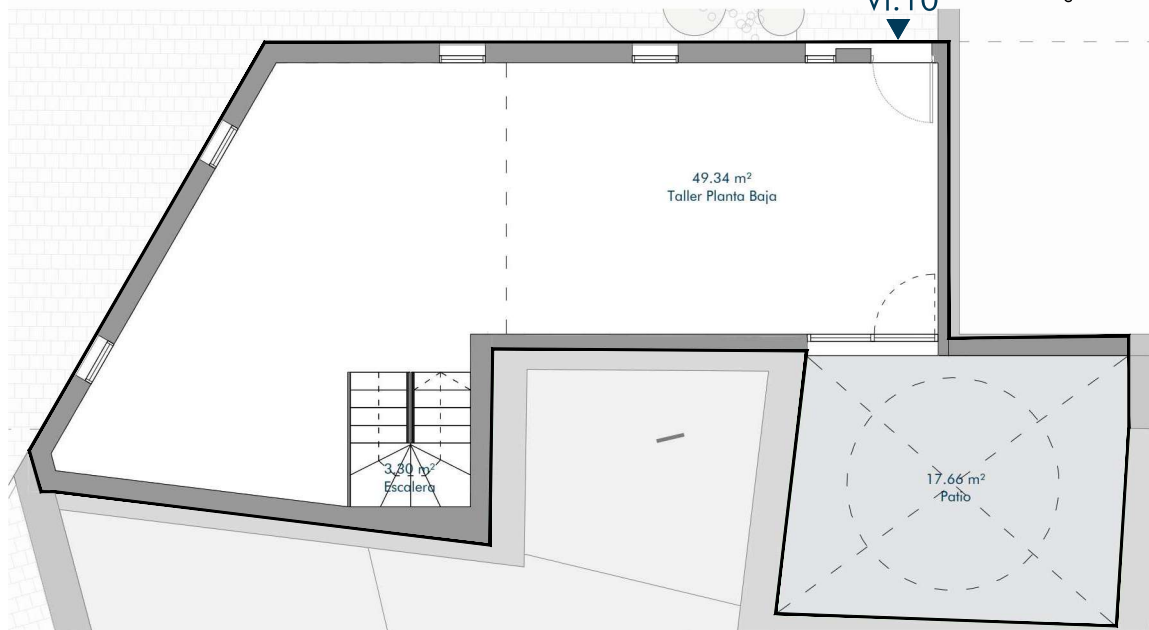 VI.10
49.34 m²
Taller Planta Baja
3.30 m²
Escalera
17.66 m²
Patio